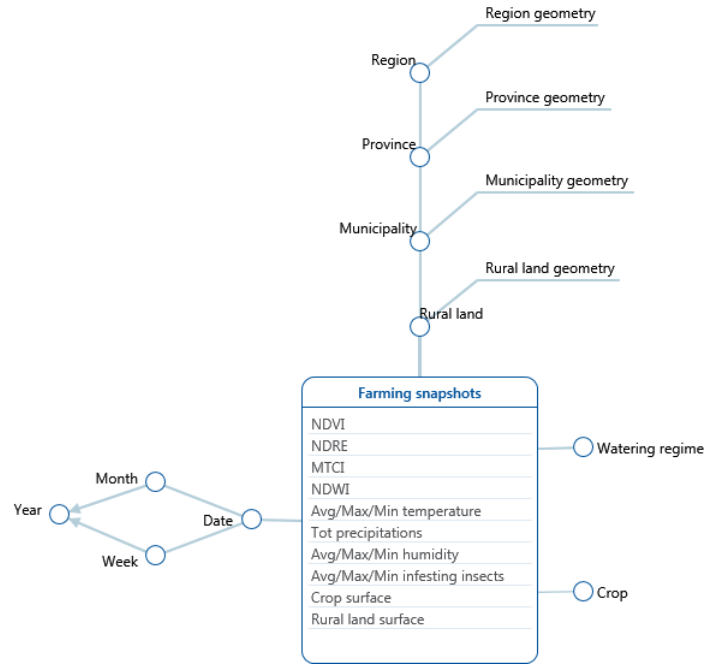 Region geometry
Region
Province geometry
Province
Municipality geometry
Municipality
Rural land geometry
Rural land
Farming snapshots
NDVI
NDRE
MTCI
NDWI
Avg/Max/Min temperature
Tot precipitations
Avg/Max/Min humidity
Avg/Max/Min infesting insects
Crop surface
Rural land surface
Watering regime
Crop
Month
Year
Date
Week